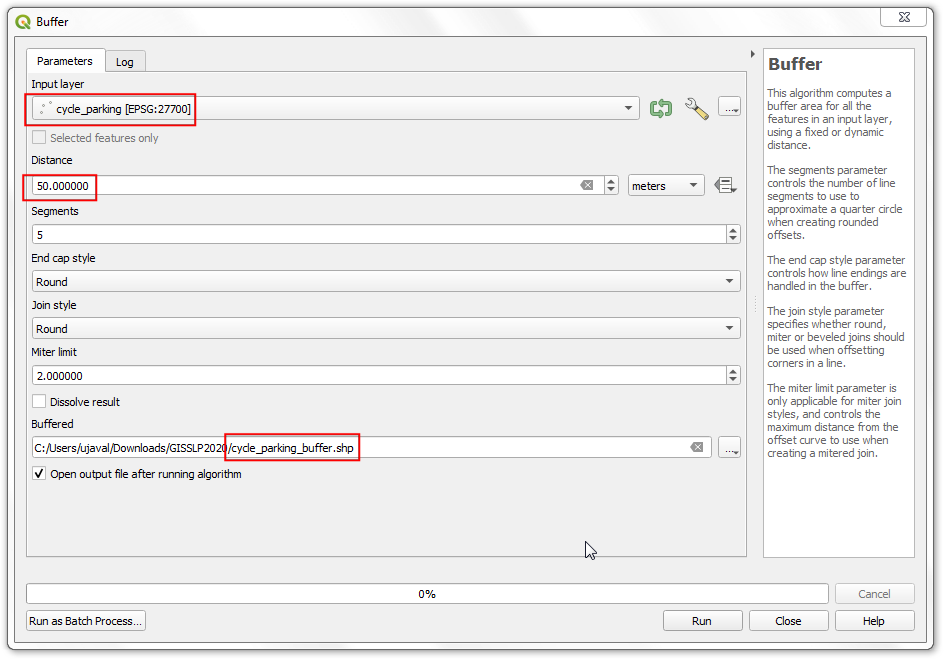 Buffer
Parameters
Log
Input layer
cycle_parking [EPSG:27700]
...
Selected features only
Distance
50.000000
meters
Segments
5
End cap style
Round
Join style
Round
Miter limit
2.000000
Dissolve result
Buffered
C:/Users/ujaval/Downloads/GISSLP2020/cycle_parking_buffer.shp
...
Open output file after running algorithm
Buffer
This algorithm computes a
buffer area for all the
features in an input layer,
using a fixed or dynamic
distance.
The segments parameter
controls the number of line
segments to use to
approximate a quarter circle
when creating rounded
offsets.
The end cap style parameter
controls how line endings are
handled in the buffer.
The join style parameter
specifies whether round,
miter or beveled joins should
be used when offsetting
corners in a line.
The miter limit parameter is
only applicable for miter join
styles, and controls the
maximum distance from the
offset curve to use when
creating a mitered join.
0%
Cancel
Run as Batch Process...
Run
Close
Help